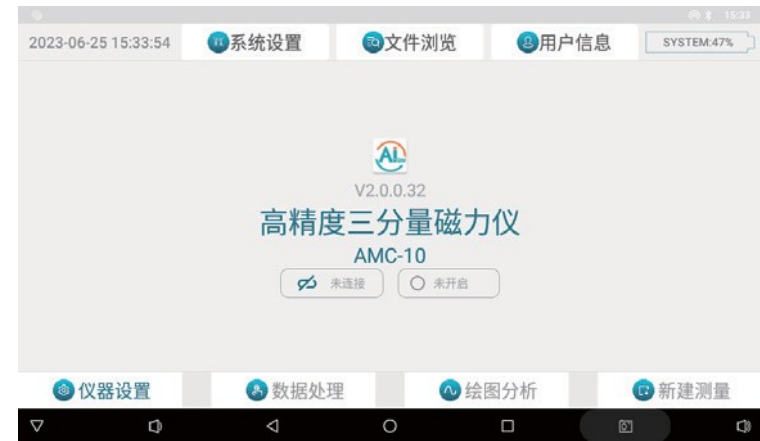 15:33
2023-06-25 15:33:54 系统设置 文件浏览 用户信息 SYSTEM:47%
AI
V2.0.0.32
高精度三分量磁力仪
AMC-10
未连接 未开启
仪器设置 数据处理 绘图分析 新建测量